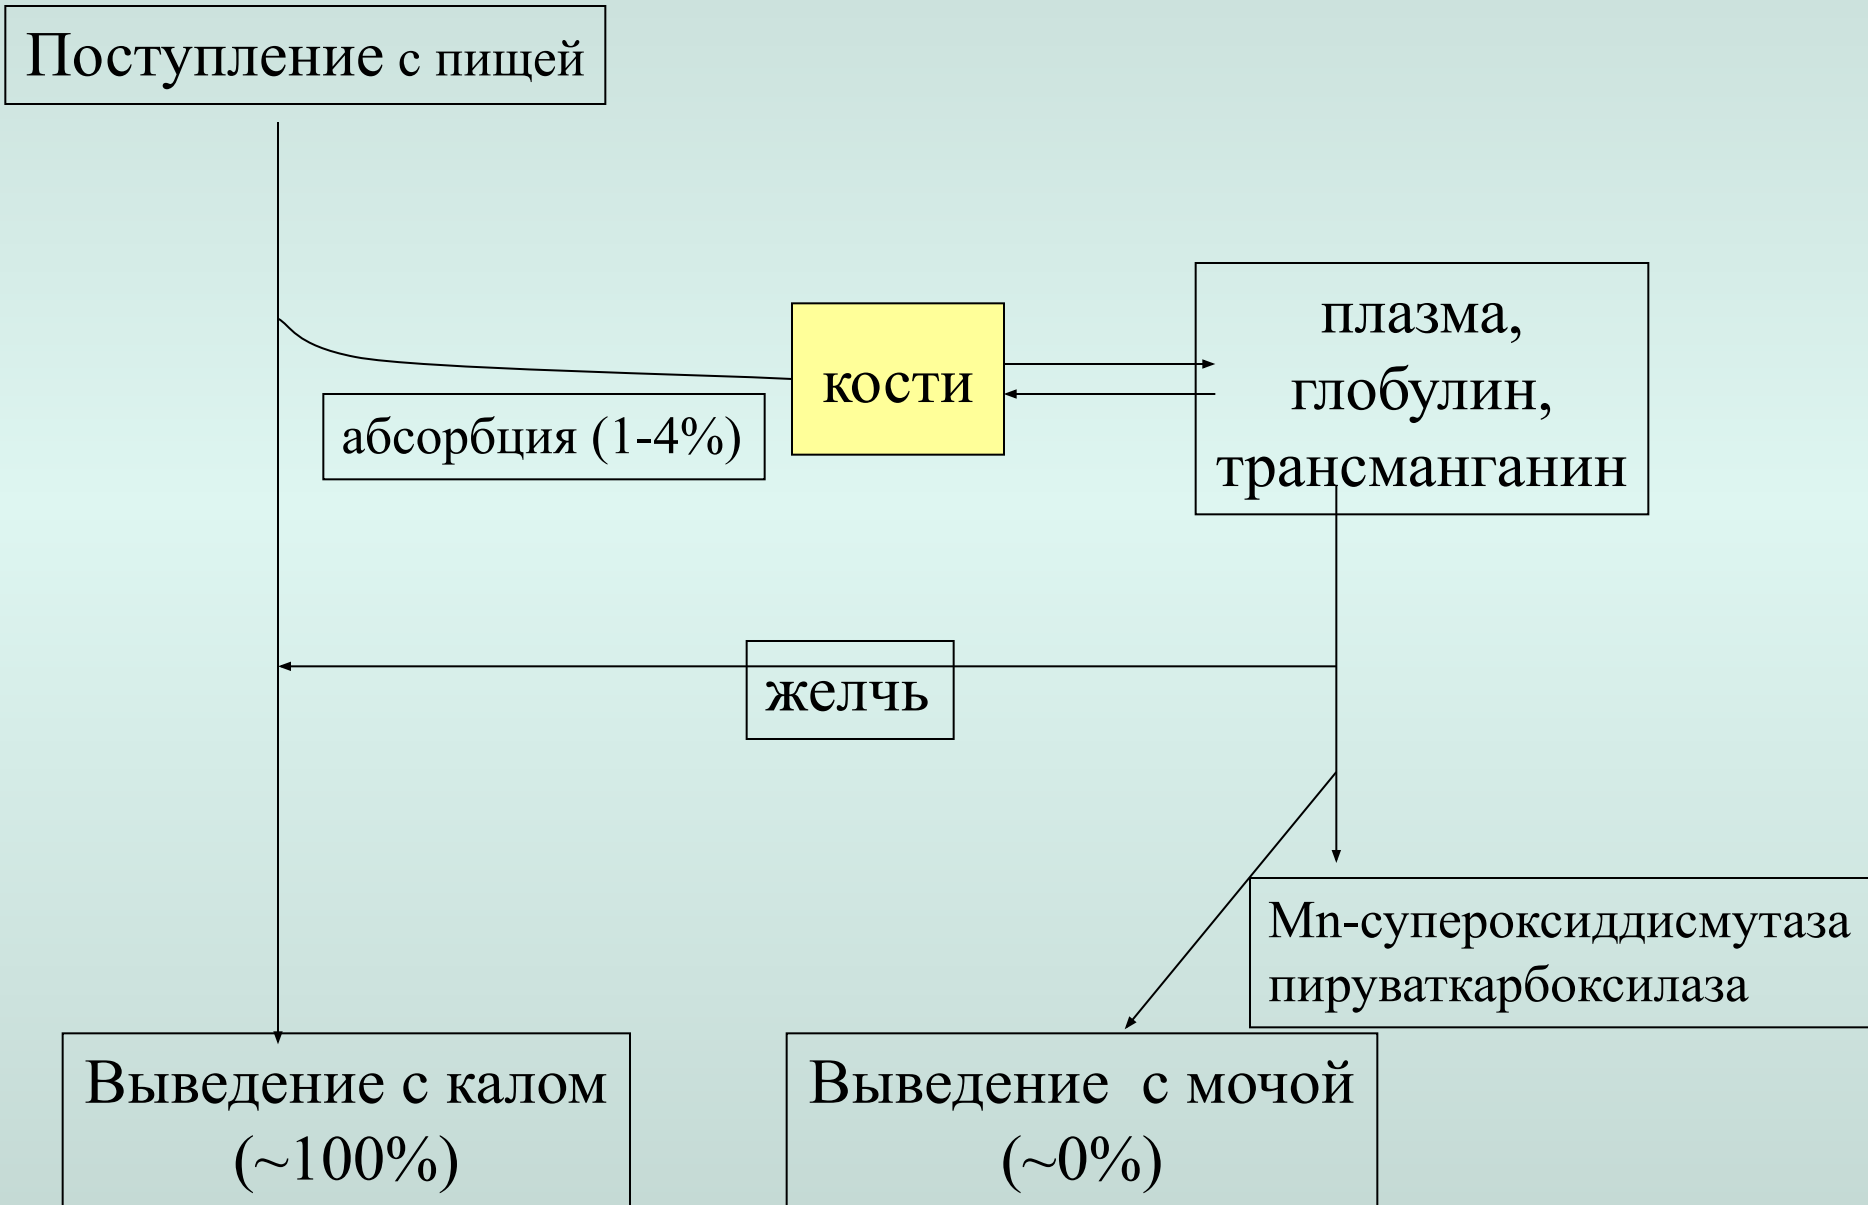 Поступление с пищей
плазма,
глобулин,
трансманганин
кости
абсорбция (1-4%)
желчь
Mn-супероксиддисмутаза
пируваткарбоксилаза
Выведение с калом
(~100%)
Выведение с мочой
(~0%)